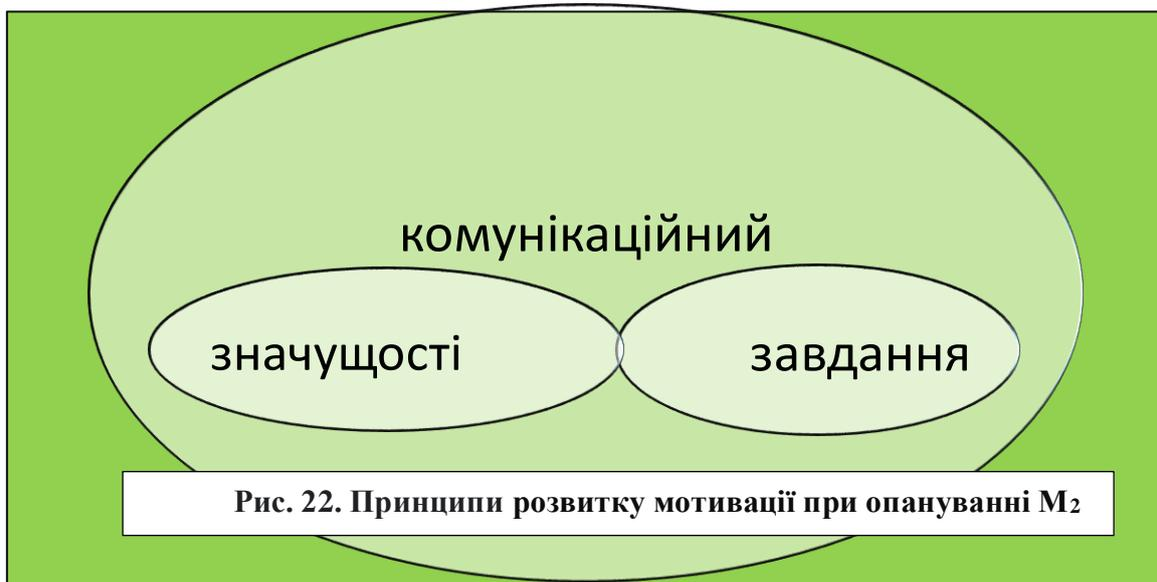 комунікаційний
значущості завдання
Рис. 22. Принципи розвитку мотивації при опануванні М₂